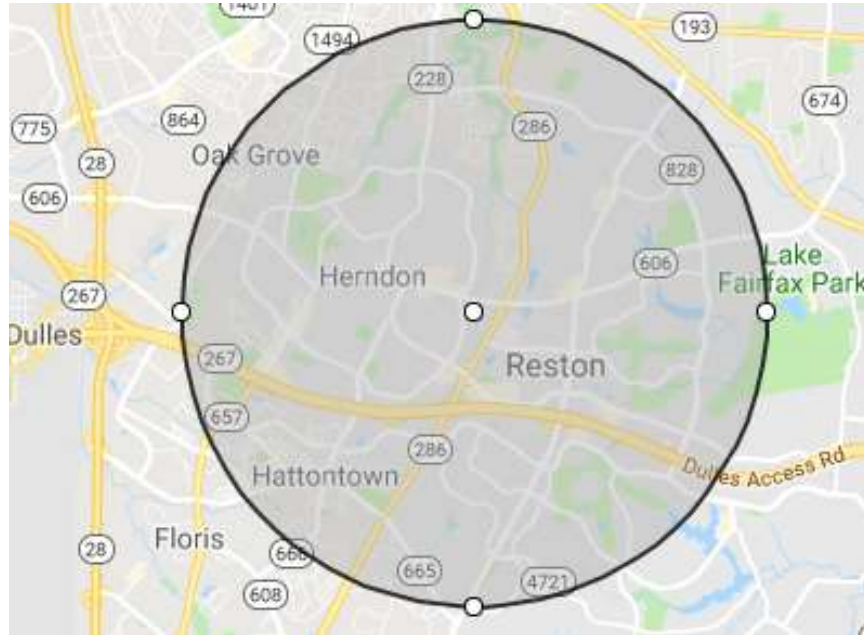 1494
193
228
674
864
286
775
28
Oak Grove
828
606
606
Lake
Fairfax Park
Herndon
267
Dulles
267
Reston
657
286
Hattontown
Dulles Access Rd
Floris
28
665
4721
608